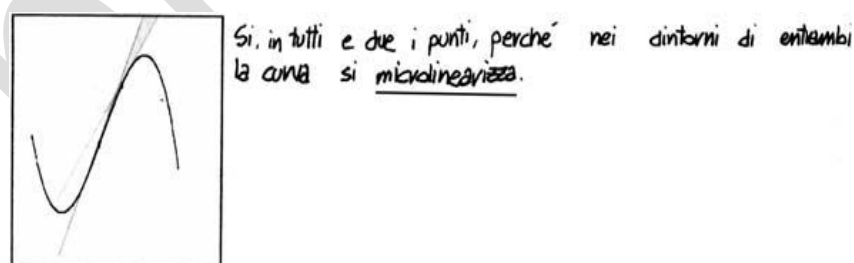 Si, in tutti e due i punti, perché nei dintorni di entrambi
la curva si microlinearizza.